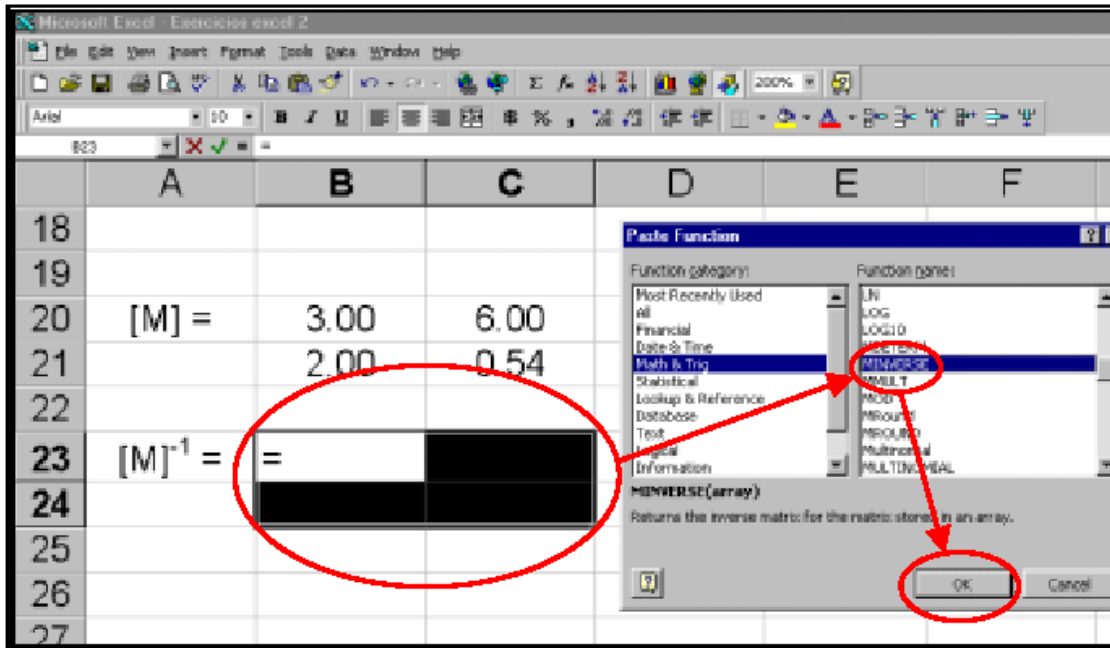 Microsoft Excel - Exercicios excel 2
File Edit View Insert Format Tools Data Window Help
200%
Arial 10 B I U $ % ,
B23 = =
A B C D E F
18
19
20 [M] = 3.00 6.00
21 2.00 0.54
22
23 [M]-1 = =
24
25
26
27
Paste Function
Function category: Function name:
Most Recently Used
All
Financial
Date & Time
Math & Trig
Statistical
Lookup & Reference
Database
Text
Logical
Information
LN
LOG
LOG10
MDETERM
MINVERSE
MMULT
MOD
MRound
MROUND
Multinomial
MULTINOMIAL
MINVERSE(array)
Returns the inverse matrix for the matrix stored in an array.
OK Cancel